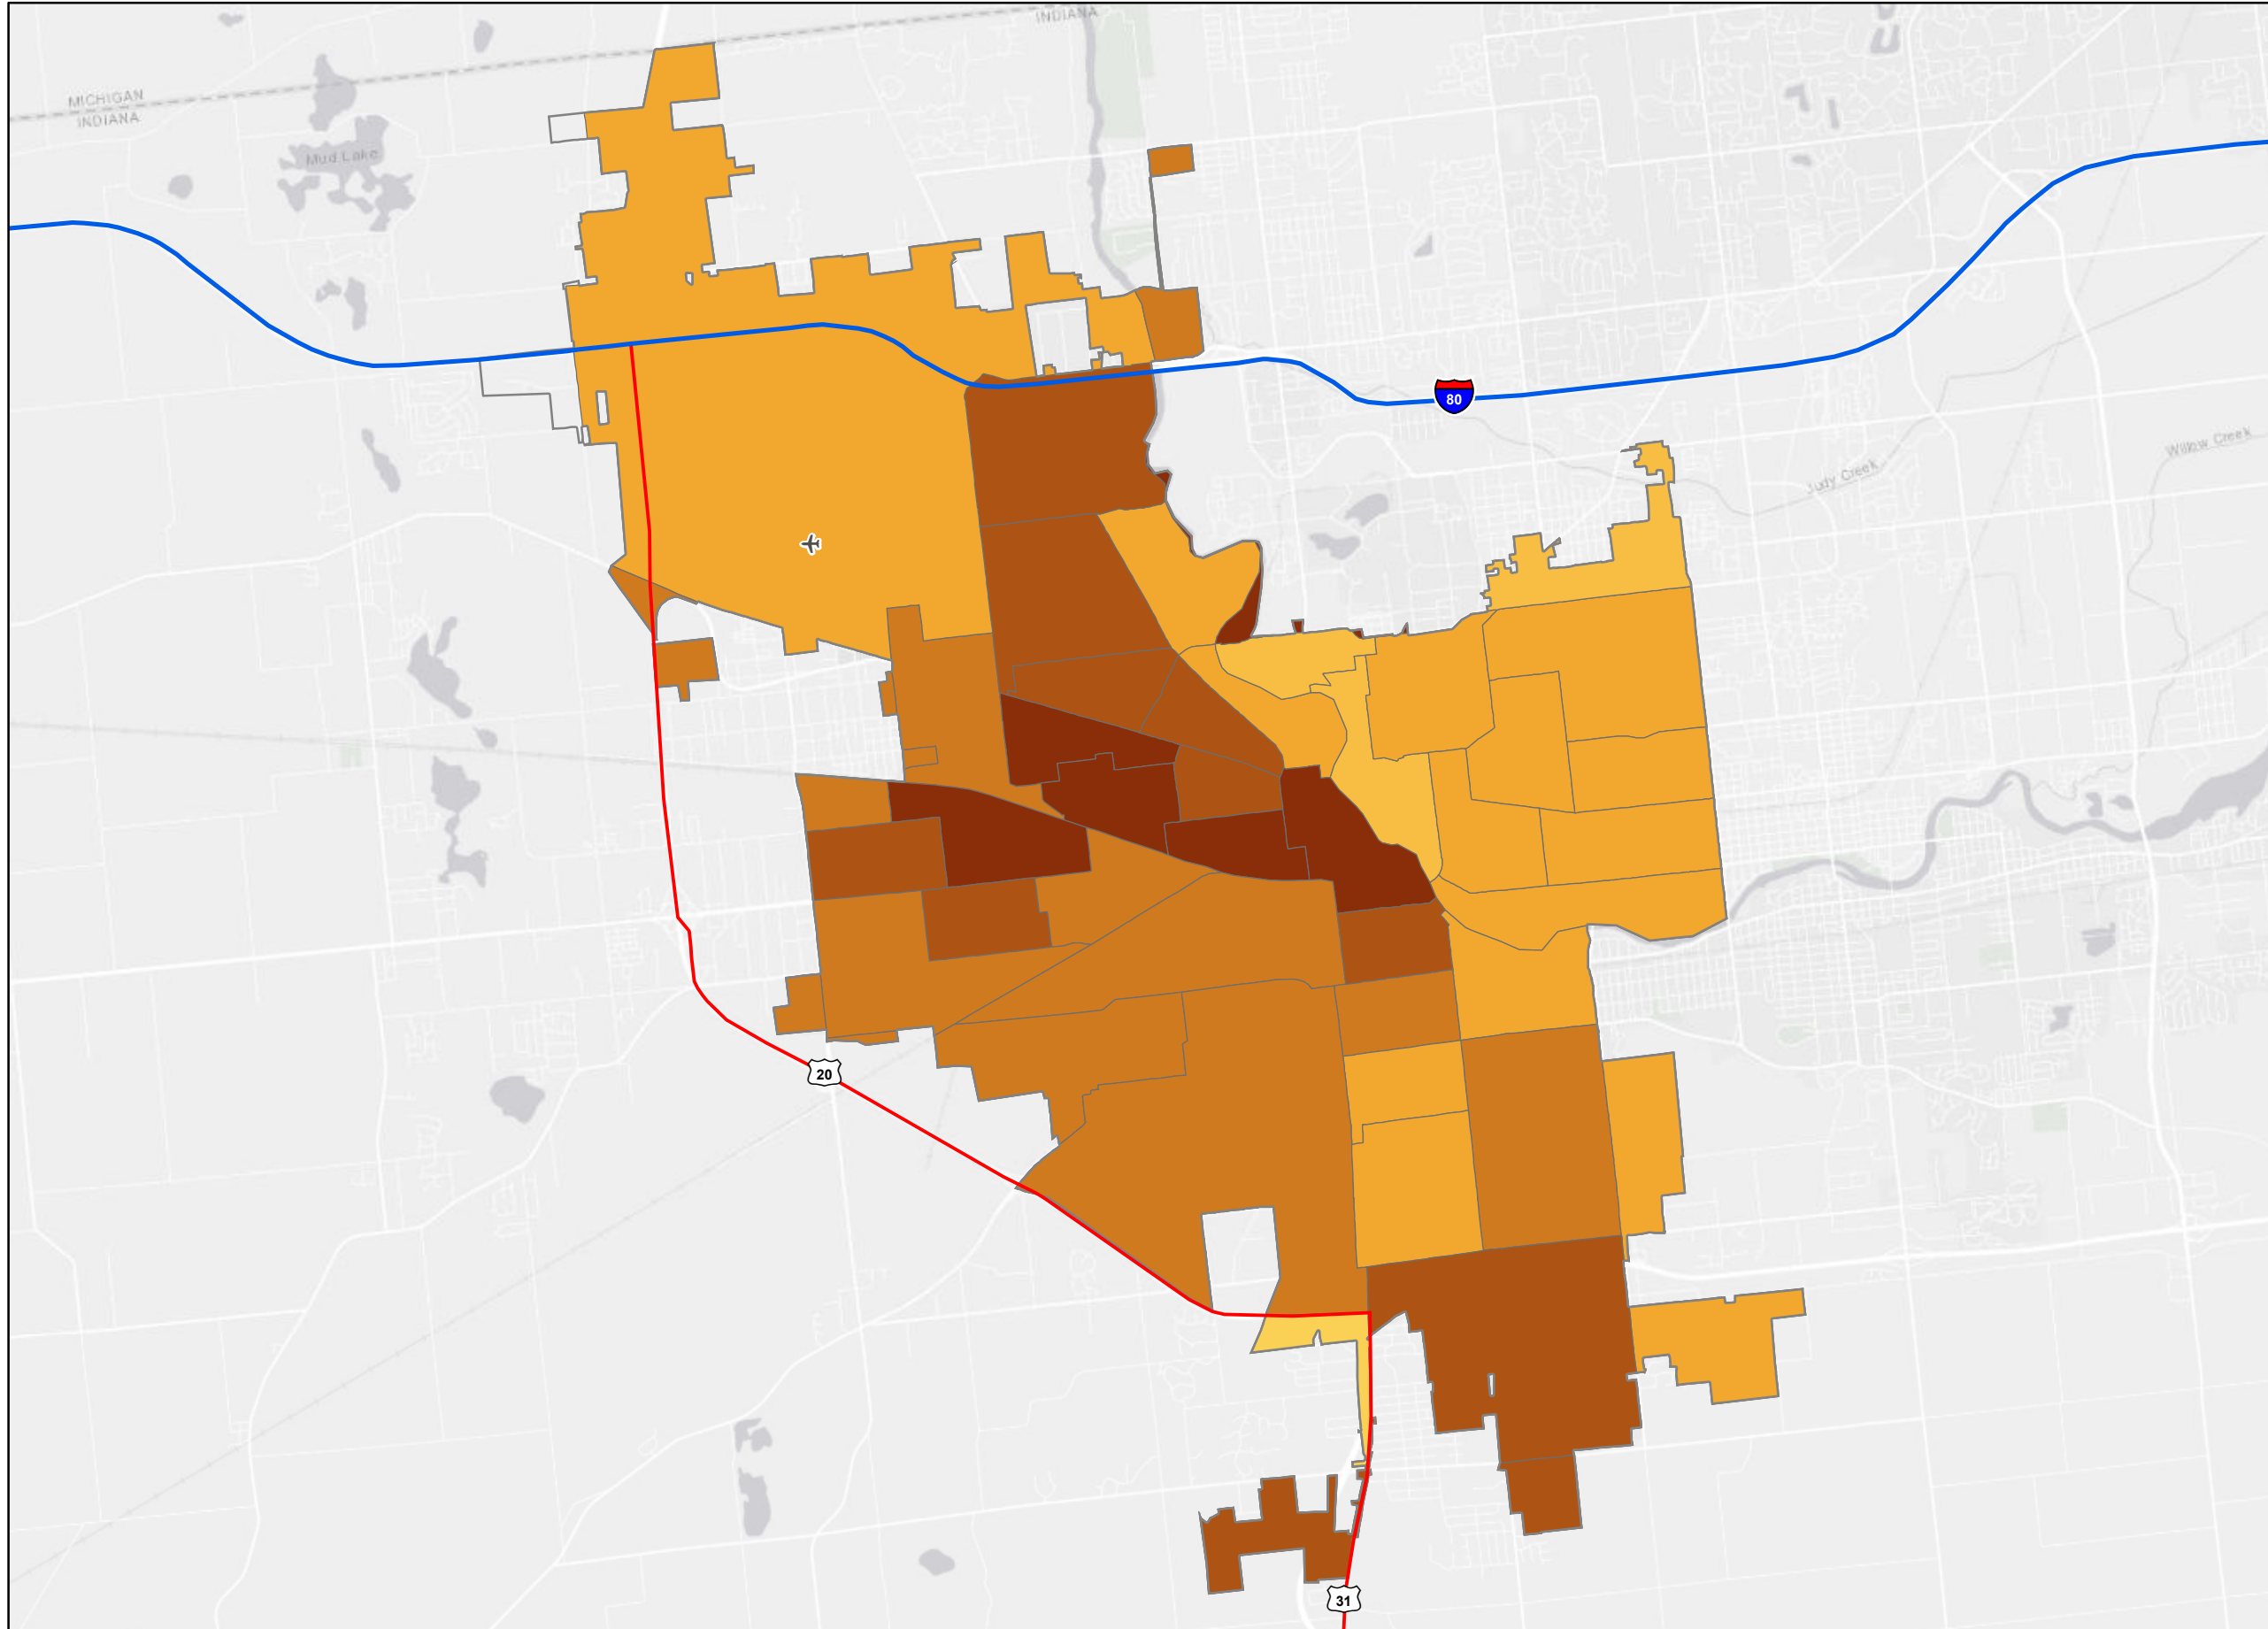 INDIANA
MICHIGAN
INDIANA
Mud Lake
80
Willow Creek
Judy Creek
20
31